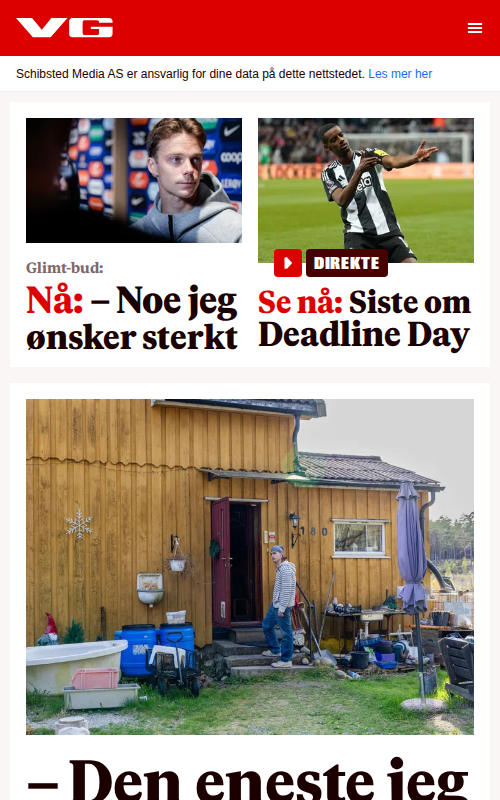 VG
Schibsted Media AS er ansvarlig for dine data på dette nettstedet. Les mer her
coop
Glimt-bud:
Nå: – Noe jeg
ønsker sterkt
DIREKTE
Se nå: Siste om
Deadline Day
180
– Den eneste jeg